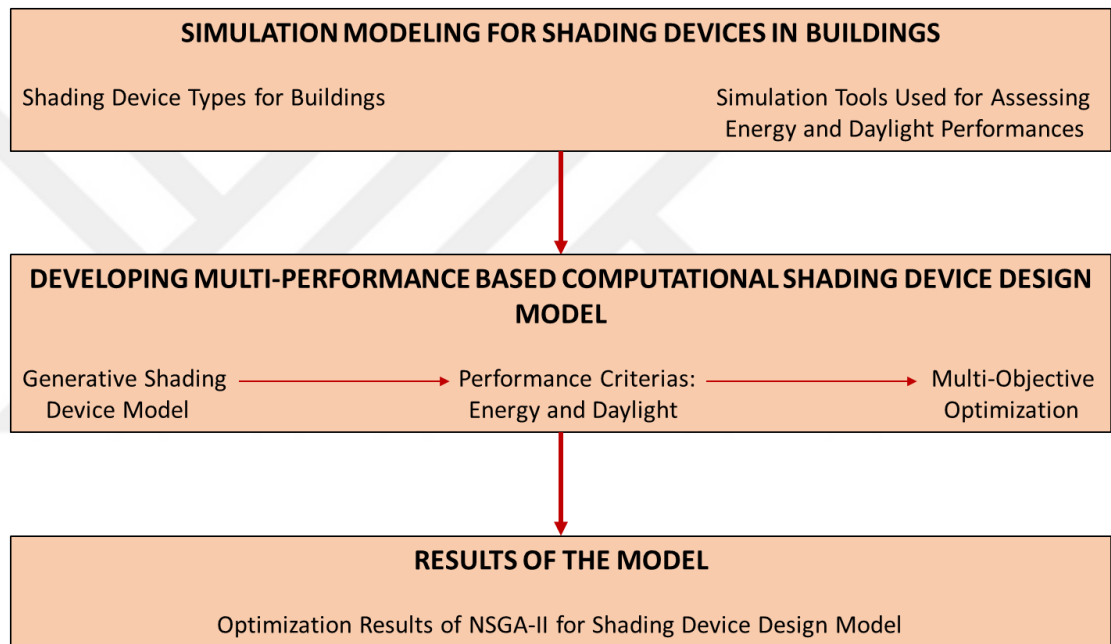 SIMULATION MODELING FOR SHADING DEVICES IN BUILDINGS
Shading Device Types for Buildings
Simulation Tools Used for Assessing
Energy and Daylight Performances
DEVELOPING MULTI-PERFORMANCE BASED COMPUTATIONAL SHADING DEVICE DESIGN
MODEL
Generative Shading
Device Model
Performance Criterias:
Energy and Daylight
Multi-Objective
Optimization
RESULTS OF THE MODEL
Optimization Results of NSGA-II for Shading Device Design Model